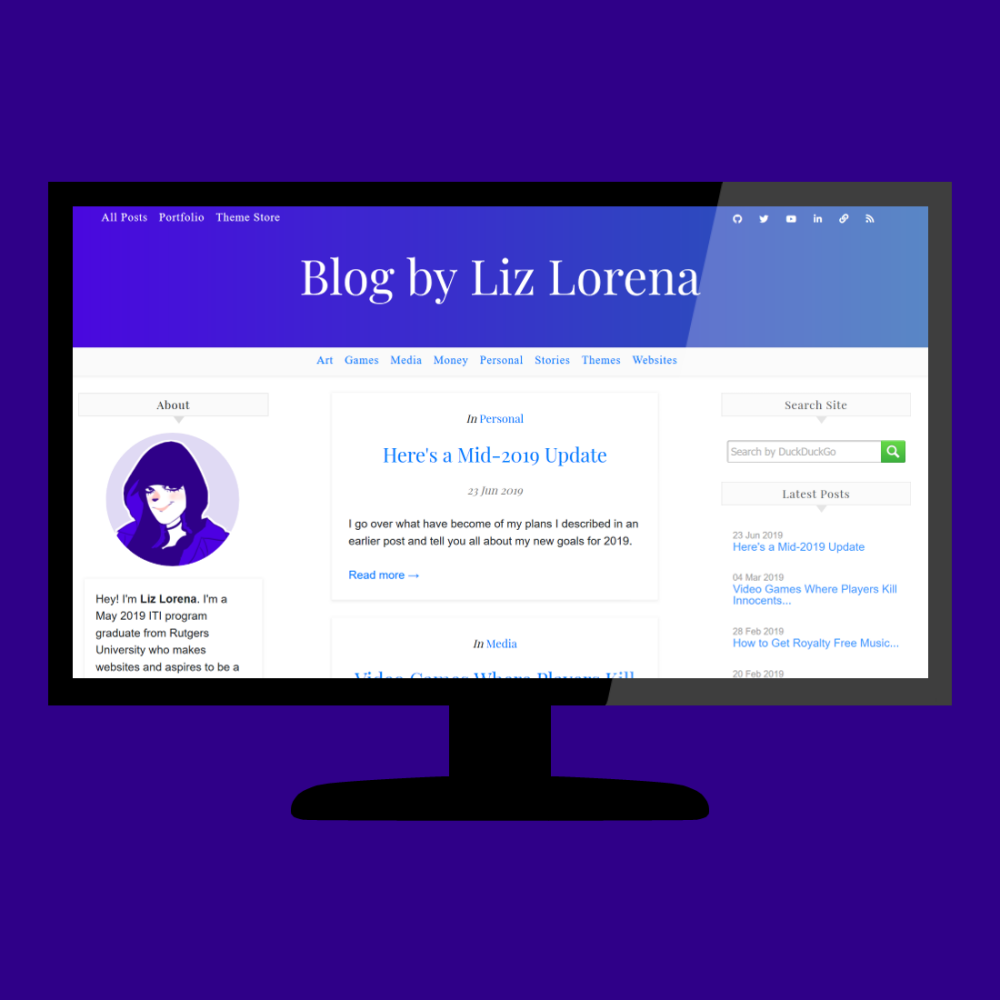 All Posts Portfolio Theme Store
Blog by Liz Lorena
Art Games Media Money Personal Stories Themes Websites
About
Hey! I'm Liz Lorena. I'm a
May 2019 ITI program
graduate from Rutgers
University who makes
websites and aspires to be a
In Personal
Here's a Mid-2019 Update
23 Jun 2019
I go over what have become of my plans I described in an
earlier post and tell you all about my new goals for 2019.
Read more →
In Media
Video Games Where Players Kill
Search Site
Search by DuckDuckGo
Latest Posts
23 Jun 2019
Here's a Mid-2019 Update
04 Mar 2019
Video Games Where Players Kill
Innocents...
28 Feb 2019
How to Get Royalty Free Music...
20 Feb 2019